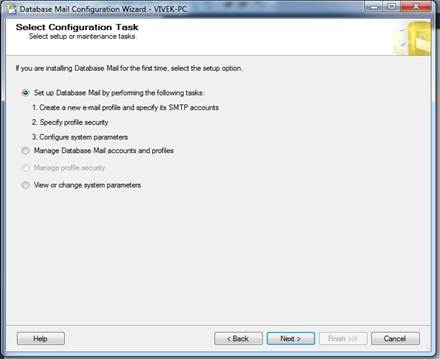 Database Mail Configuration Wizard - VIVEK-PC
Select Configuration Task
Select setup or maintenance tasks.
If you are installing Database Mail for the first time, select the setup option.
Set up Database Mail by performing the following tasks:
1. Create a new e-mail profile and specify its SMTP accounts
2. Specify profile security
3. Configure system parameters
Manage Database Mail accounts and profiles
Manage profile security
View or change system parameters
Help < Back Next > Finish >>| Cancel